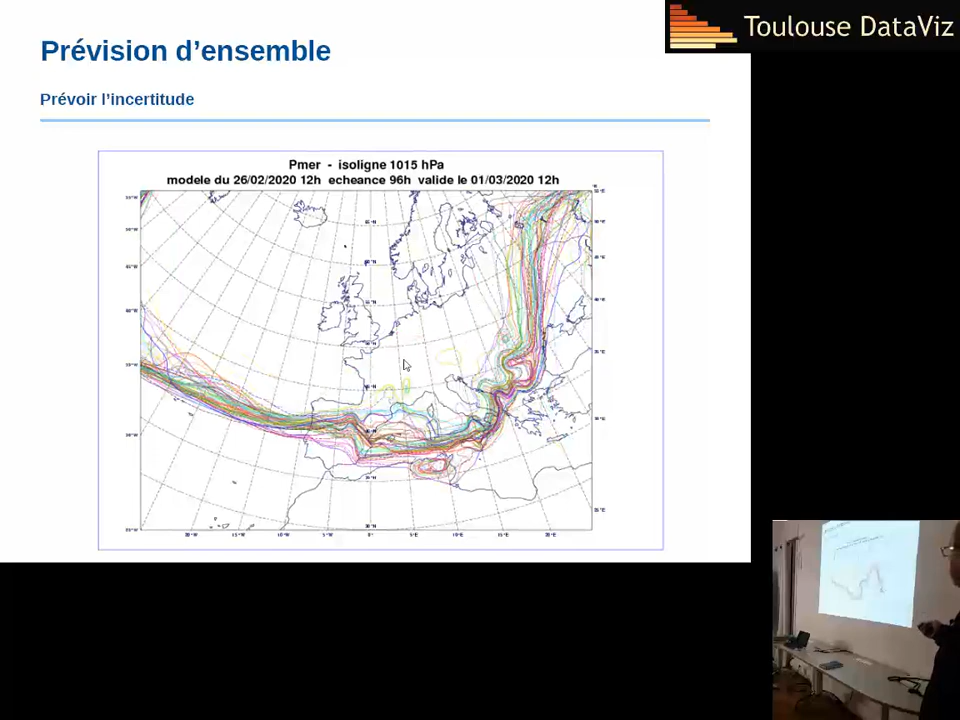 Prévision d'ensemble
Toulouse DataViz
Prévoir l'incertitude
Pmer - isoligne 1015 hPa
modele du 26/02/2020 12h echeance 96h valide le 01/03/2020 12h